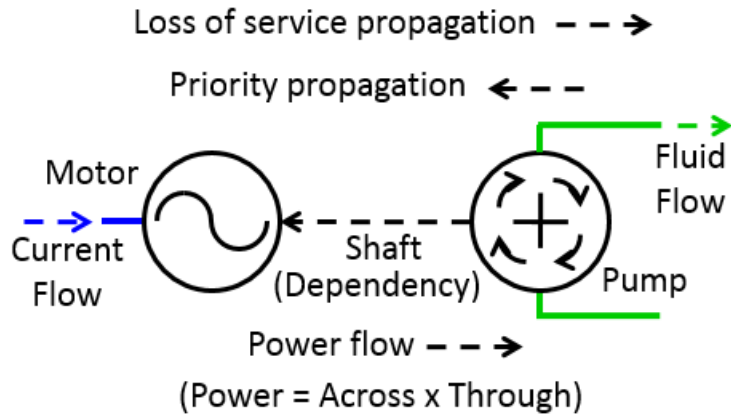 Loss of service propagation
Priority propagation
Motor
Fluid
Flow
Current
Flow
Shaft
(Dependency)
Pump
Power flow
(Power = Across x Through)